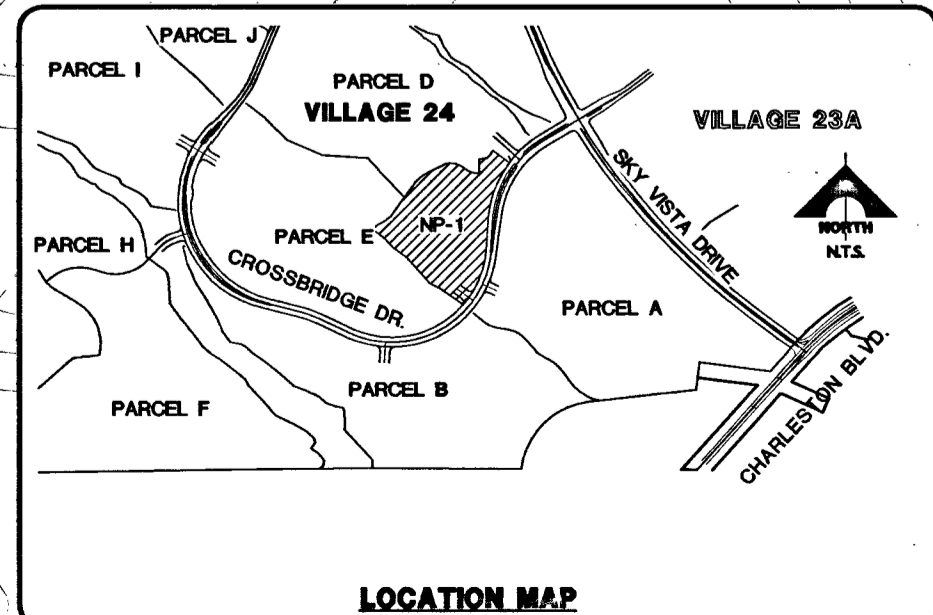 PARCEL J
PARCEL I
PARCEL D
VILLAGE 24
VILLAGE 23A
SKY VISTA DRIVE
NORTH
N.T.S.
NP-1
PARCEL E
PARCEL H
CROSSBRIDGE DR.
PARCEL A
PARCEL B
PARCEL F
CHARLESTON BLVD.
LOCATION MAP